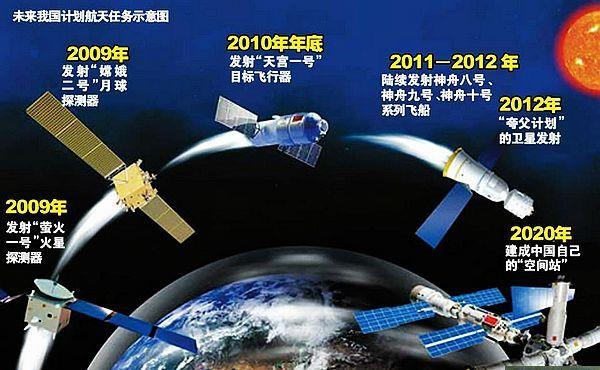 未来我国计划航天任务示意图
2009年
发射“嫦娥
二号”月球
探测器
2010年年底
发射“天宫一号”
目标飞行器
2011－2012年
陆续发射神舟八号、
神舟九号、神舟十号
系列飞船
2012年
“夸父计划”
的卫星发射
2009年
发射“萤火
一号”火星
探测器
2020年
建成中国自己
的“空间站”